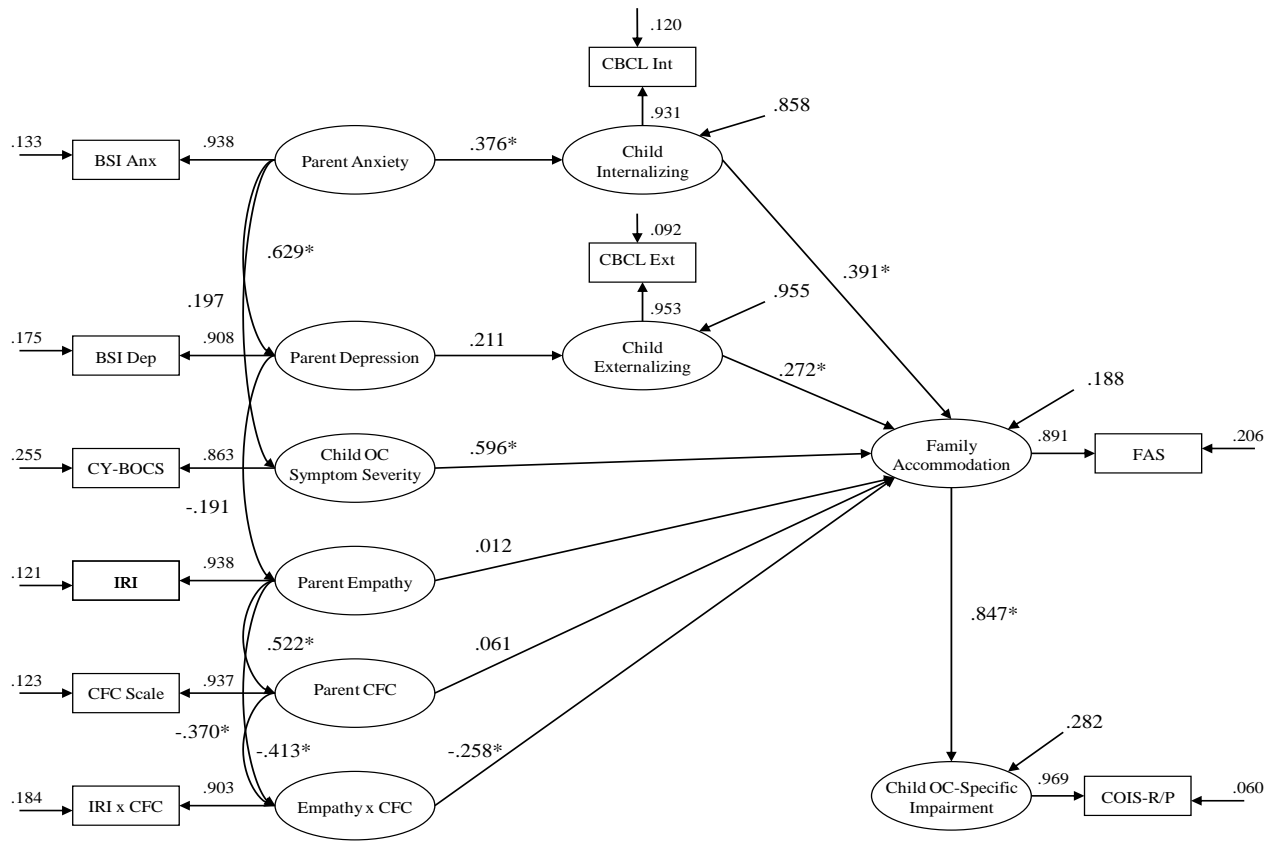 .120
CBCL Int
.931
.858
.133
BSI Anx
.938
Parent Anxiety
.376*
Child
Internalizing
.629*
.092
CBCL Ext
.391*
.197
.953
.955
.175
BSI Dep
.908
Parent Depression
.211
Child
Externalizing
.272*
.188
.255
CY-BOCS
.863
Child OC
Symptom Severity
.596*
Family
Accommodation
.891
FAS
.206
-.191
.121
IRI
.938
Parent Empathy
.012
.522*
.061
.847*
.123
CFC Scale
.937
Parent CFC
-.370*
-.413*
-.258*
.282
.184
IRI x CFC
.903
Empathy x CFC
Child OC-Specific
Impairment
.969
COIS-R/P
.060